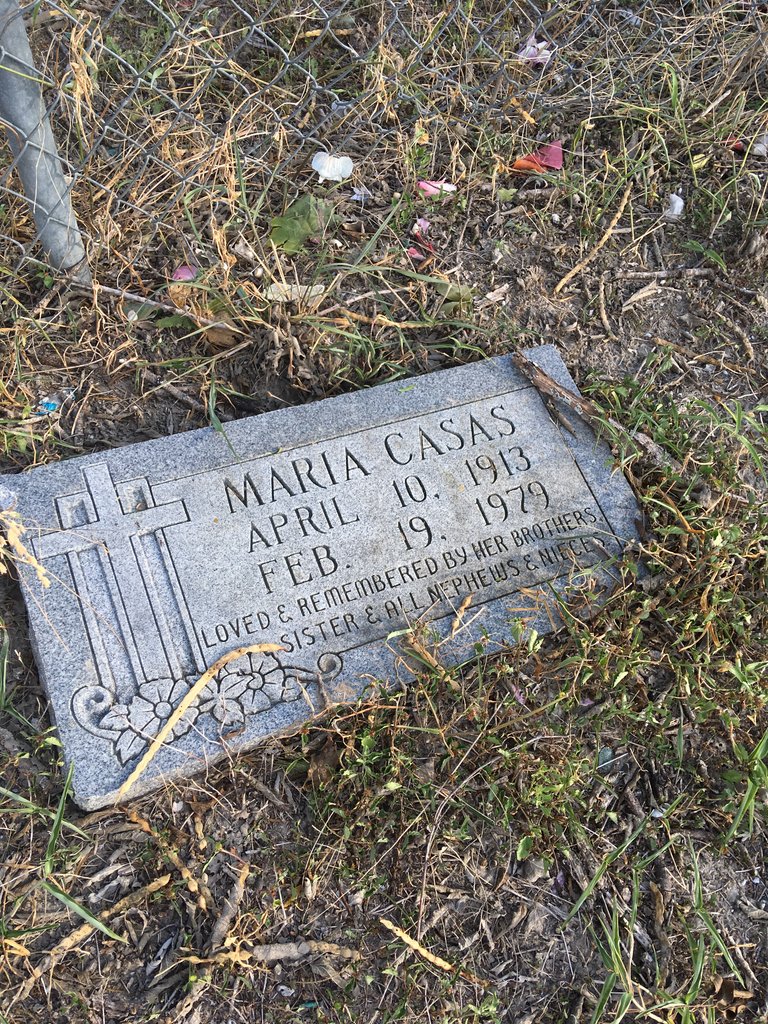 MARIA CASAS
APRIL 10, 1913
FEB. 19, 1979
LOVED & REMEMBERED BY HER BROTHERS,
SISTER & ALL NEPHEWS & NIECES